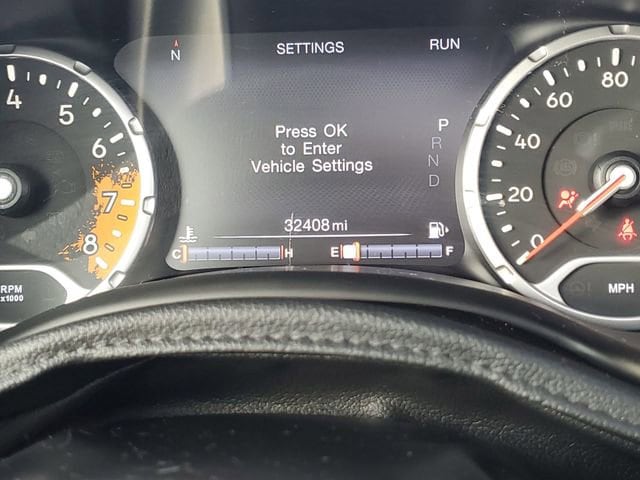 N
SETTINGS
RUN
Press OK
to Enter
Vehicle Settings
P
R
N
D
32408 mi
C H
E F
4
5
6
7
8
RPM
x1000
0
20
40
60
80
MPH